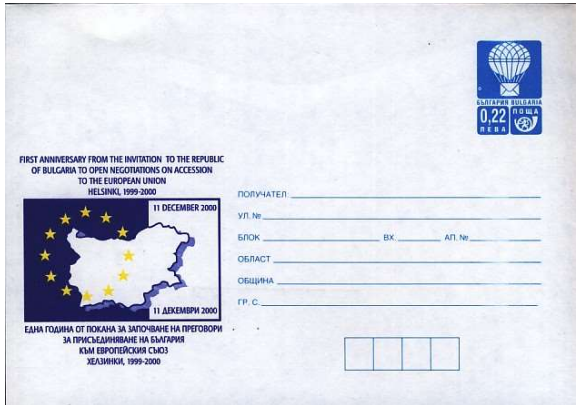 БЪЛГАРИЯ BULGARIA
0,22 ПОЩА
ЛЕВА
FIRST ANNIVERSARY FROM THE INVITATION TO THE REPUBLIC
OF BULGARIA TO OPEN NEGOTIATIONS ON ACCESSION
TO THE EUROPEAN UNION
HELSINKI, 1999-2000
11 DECEMBER 2000
11 ДЕКЕМВРИ 2000
ЕДНА ГОДИНА ОТ ПОКАНА ЗА ЗАПОЧВАНЕ НА ПРЕГОВОРИ
ЗА ПРИСЪЕДИНЯВАНЕ НА БЪЛГАРИЯ
КЪМ ЕВРОПЕЙСКИЯ СЪЮЗ
ХЕЛЗИНКИ, 1999-2000
ПОЛУЧАТЕЛ
УЛ. №
БЛОК ВХ. АП. №
ОБЛАСТ
ОБЩИНА
ГР. С.